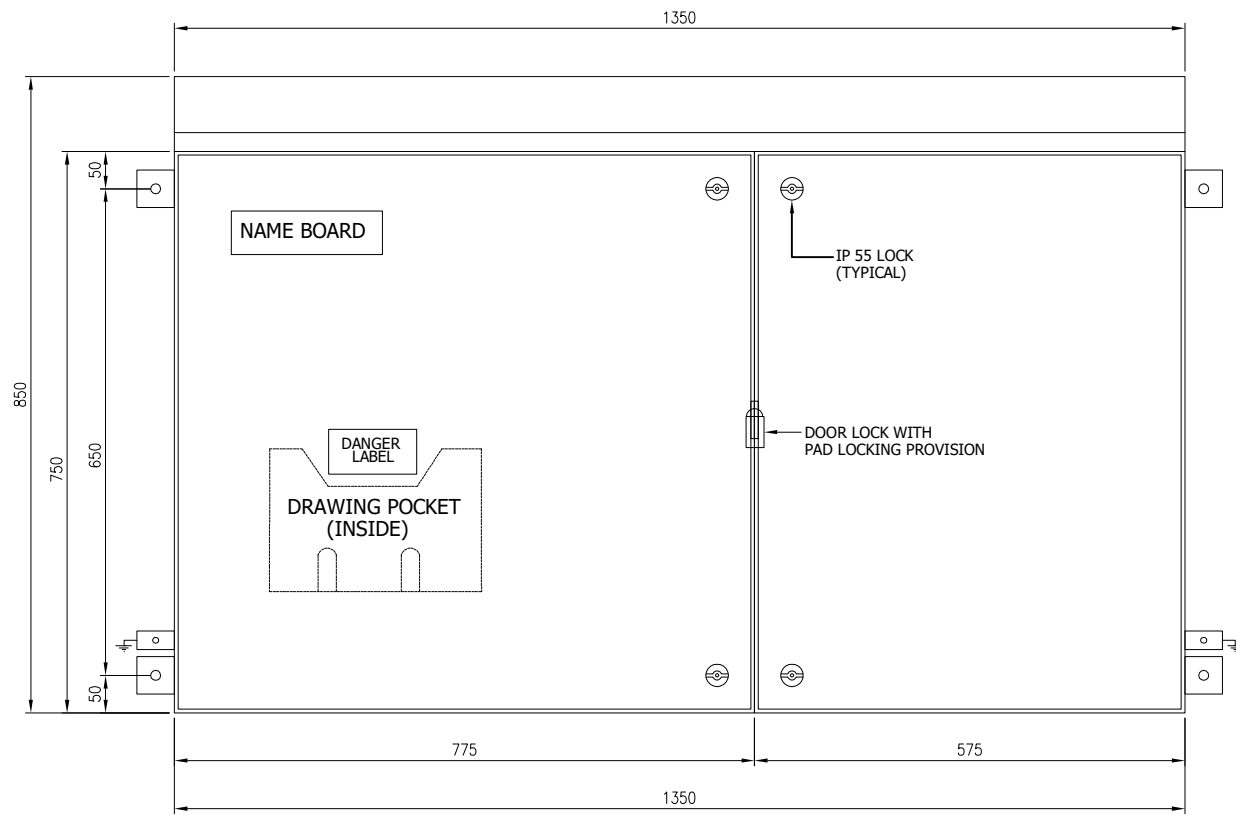 1350
50
NAME BOARD
IP 55 LOCK
(TYPICAL)
850
750
650
DANGER
LABEL
DOOR LOCK WITH
PAD LOCKING PROVISION
DRAWING POCKET
(INSIDE)
50
775
575
1350